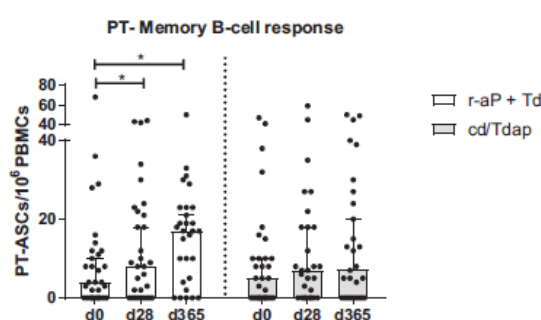 PT- Memory B-cell response
*
*
PT-ASCs/10⁶ PBMCs
80
60
40
40
20
0
d0 d28 d365 d0 d28 d365
r-aP + Td
cd/Tdap